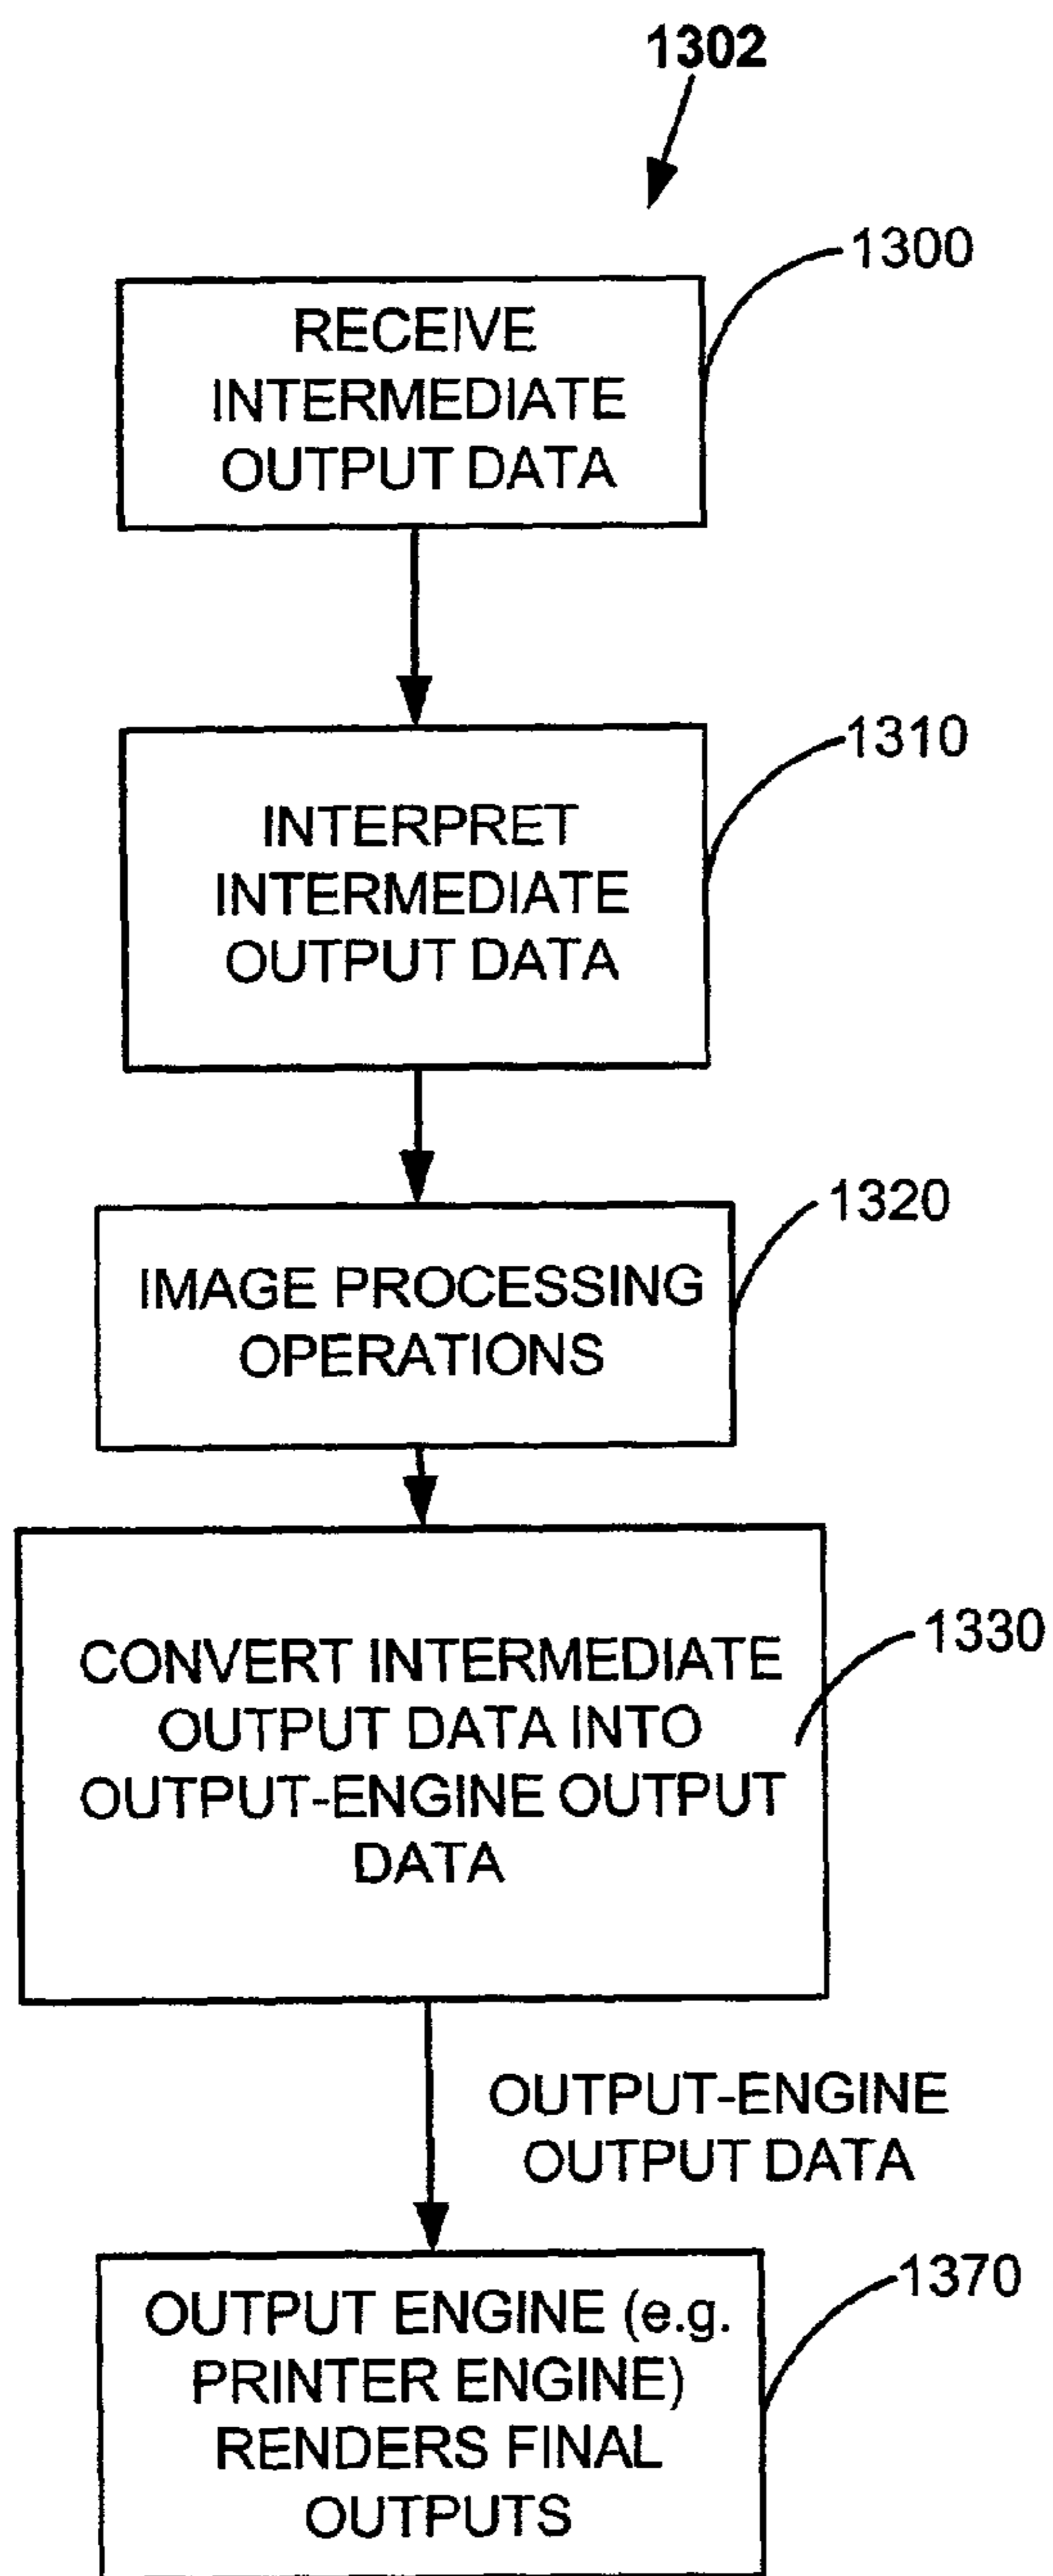 1302
1300
RECEIVE
INTERMEDIATE
OUTPUT DATA
1310
INTERPRET
INTERMEDIATE
OUTPUT DATA
1320
IMAGE PROCESSING
OPERATIONS
1330
CONVERT INTERMEDIATE
OUTPUT DATA INTO
OUTPUT-ENGINE OUTPUT
DATA
OUTPUT-ENGINE
OUTPUT DATA
1370
OUTPUT ENGINE (e.g.
PRINTER ENGINE)
RENDERS FINAL
OUTPUTS